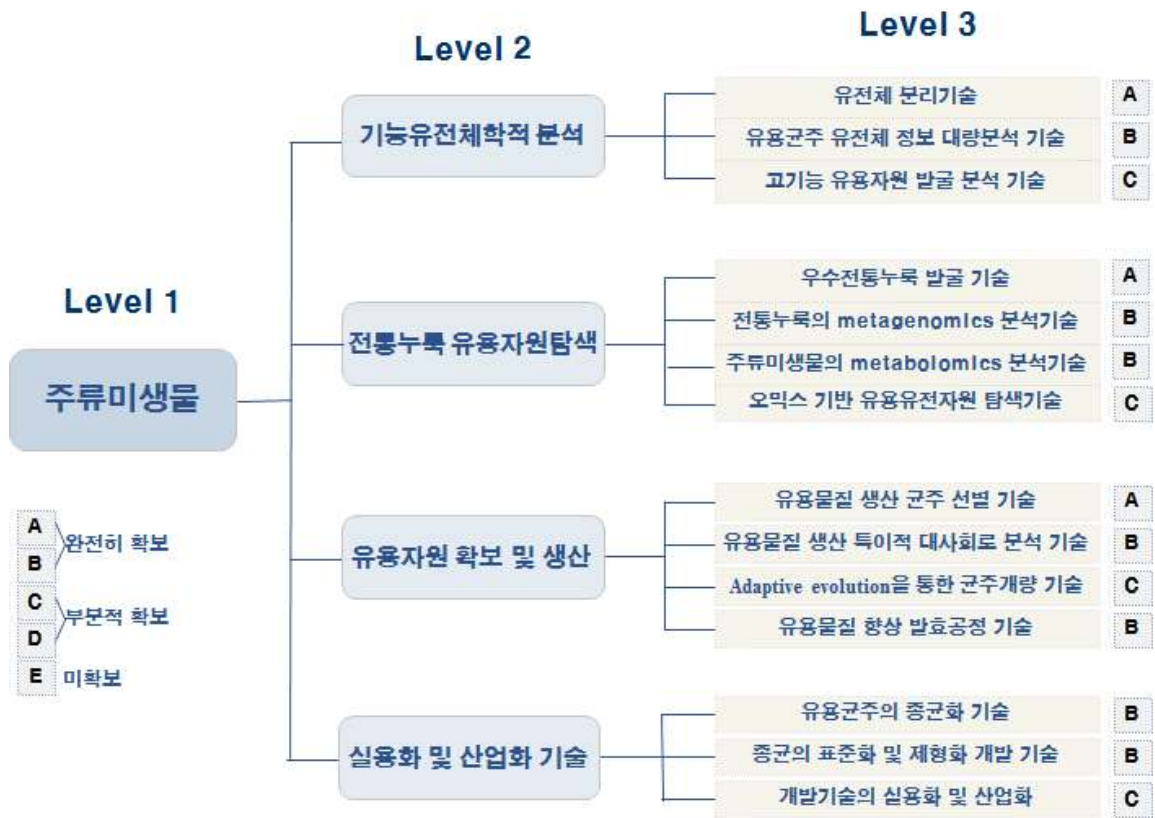 Level 1
Level 2
Level 3
주류미생물
기능유전체학적 분석
유전체 분리기술 A
유용균주 유전체 정보 대량분석 기술 B
고기능 유용자원 발굴 분석 기술 C
전통누룩 유용자원탐색
우수전통누룩 발굴 기술 A
전통누룩의 metagenomics 분석기술 B
주류미생물의 metabolomics 분석기술 B
오믹스 기반 유용유전자원 탐색기술 C
유용자원 확보 및 생산
유용물질 생산 균주 선별 기술 A
유용물질 생산 특이적 대사회로 분석 기술 B
Adaptive evolution을 통한 균주개량 기술 C
유용물질 향상 발효공정 기술 B
실용화 및 산업화 기술
유용균주의 종균화 기술 B
종균의 표준화 및 제형화 개발 기술 B
개발기술의 실용화 및 산업화 C
A
B
완전히 확보
C
D
부분적 확보
E 미확보